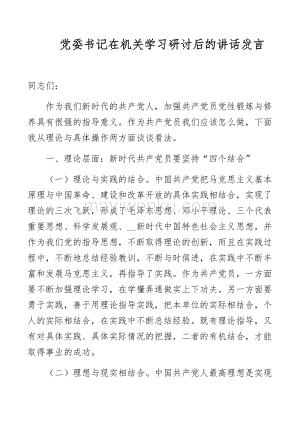 党委书记在机关学习研讨后的讲话发言
同志们：
作为我们新时代的共产党人，加强共产党员党性锻炼与修
养具有很强的指导意义。作为共产党员我们应该怎么做，下面
我从理论与具体操作两方面谈谈看法。
一、理论层面：新时代共产党员要坚持“四个结合”
（一）理论与实践的结合。中国共产党把马克思主义基本
原理与中国革命、建设和改革开放的具体实践相结合，实现了
理论的三次飞跃，形成了毛泽东思想、邓小平理论、三个代表
重要思想、科学发展观、__新时代中国特色社会主义思想，并
作为我们党的指导思想，不断取得理论的创新，而且在实践过
程中，不断地总结经验教训，不断与时俱进，在实践中不断丰
富和发展马克思主义，再指导了实践。作为共产党员，一方面
要不断加强理论学习，在学懂弄通做实上下功夫。另一方面要
勇于实践，善于用理论指导实践，把本单位的实际相结合，个
人的实际相结合，在实践中不断总结经验。既有理论指导，又
有对具体实践、具体实际情况的把握，二者的有机结合，才能
取得事业的成功。
（二）理想与现实相结合。中国共产党人最高理想是实现